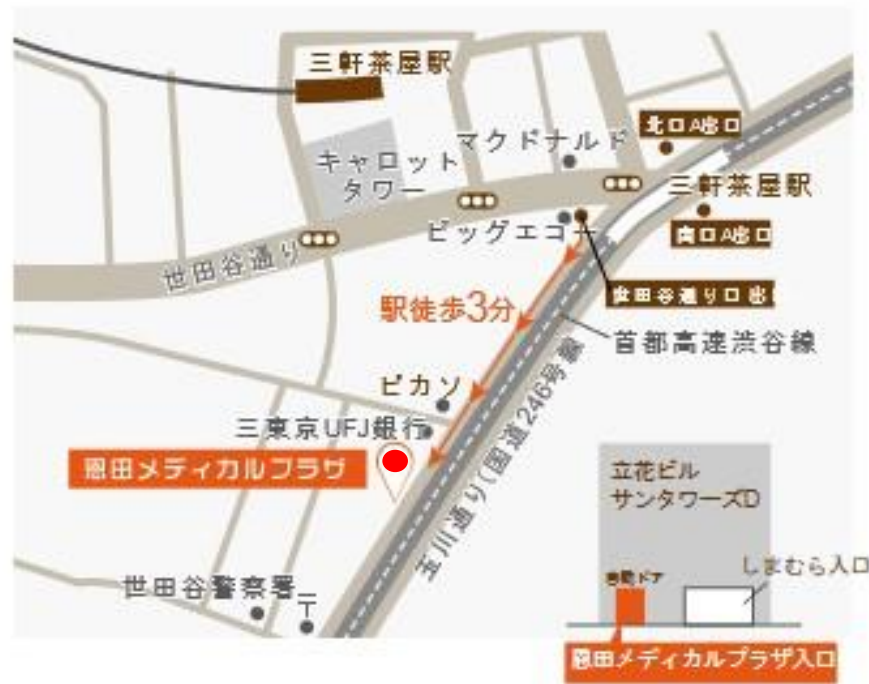 三軒茶屋駅
北口A出口
マクドナルド
キャロット
タワー
三軒茶屋駅
ビッグエコー
南口A出口
世田谷通り
世田谷通り口出
駅徒歩3分
首都高速渋谷線
ピカソ
三東京UFJ銀行
恩田メディカルプラザ
玉川通り(国道246号線
立花ビル
サンタワーズD
自動ドア
しまむら入口
世田谷警察署
〒
恩田メディカルプラザ入口